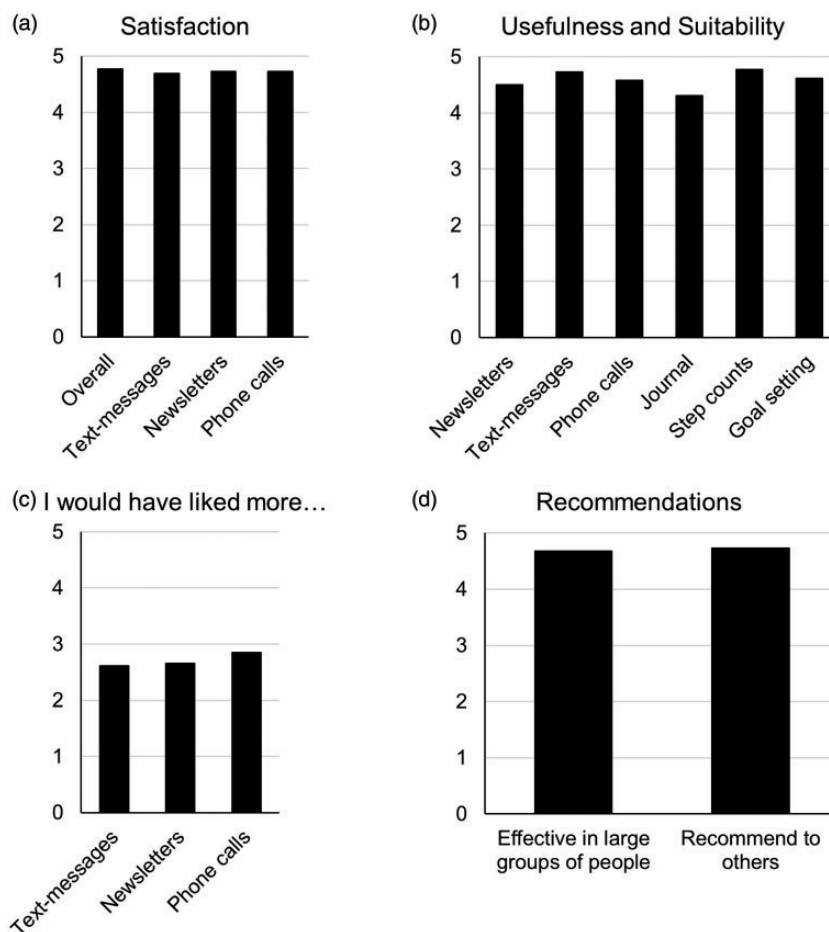 (a) Satisfaction
5
4
3
2
1
0
Overall
Text-messages
Newsletters
Phone calls
(b) Usefulness and Suitability
5
4
3
2
1
0
Newsletters
Text-messages
Phone calls
Journal
Step counts
Goal setting
(c) I would have liked more…
5
4
3
2
1
0
Text-messages
Newsletters
Phone calls
(d) Recommendations
5
4
3
2
1
0
Effective in large
groups of people
Recommend to
others